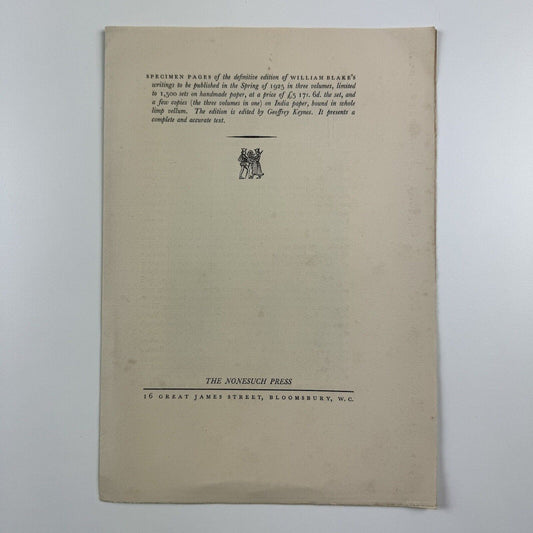 SPECIMEN PAGES of the definitive edition of WILLIAM BLAKE'S
writings to be published in the Spring of 1925 in three volumes, limited
to 1,500 sets on handmade paper, at a price of £5 17s. 6d. the set, and
a few copies (the three volumes in one) on India paper, bound in whole
limp vellum. The edition is edited by Geoffrey Keynes. It presents a
complete and accurate text.
THE NONESUCH PRESS
16 GREAT JAMES STREET, BLOOMSBURY, W.C.